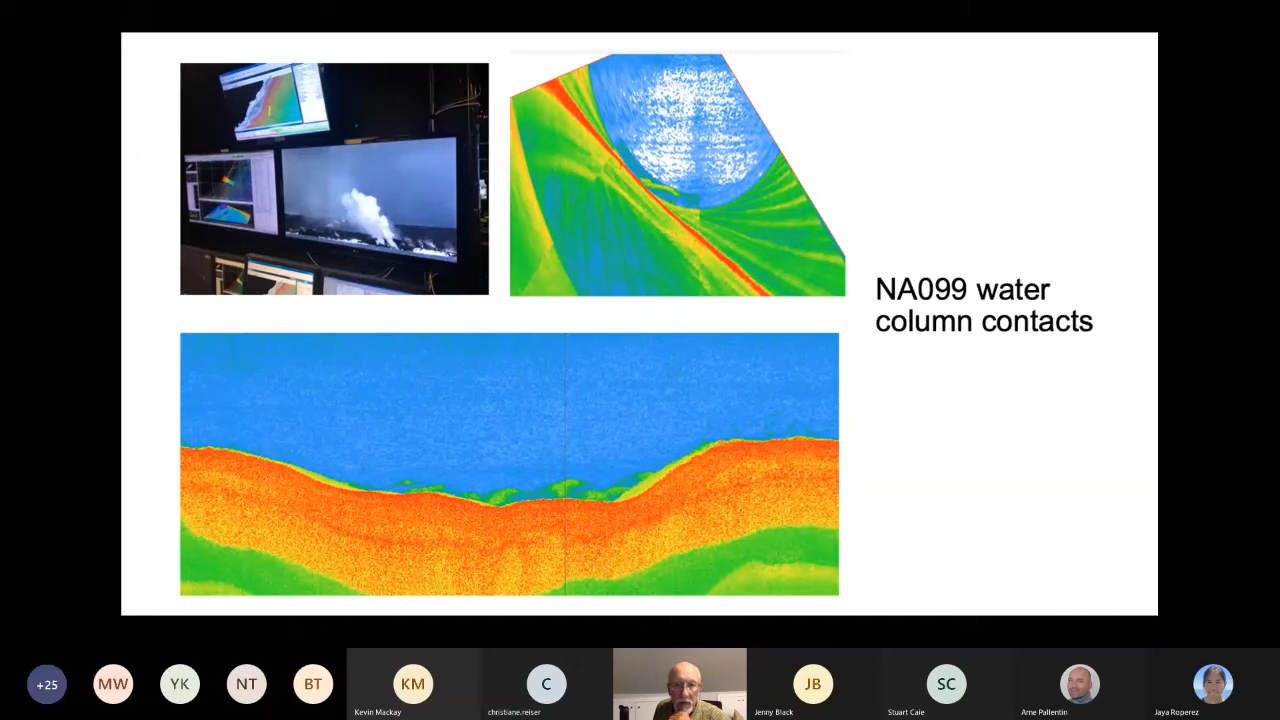 NA099 water
column contacts
+25
MW
YK
NT
BT
KM
C
JB
SC
Kevin Mackay
christiane.reiser
Jenny Black
Stuart Caie
Arne Pallentin
Jaya Roperez